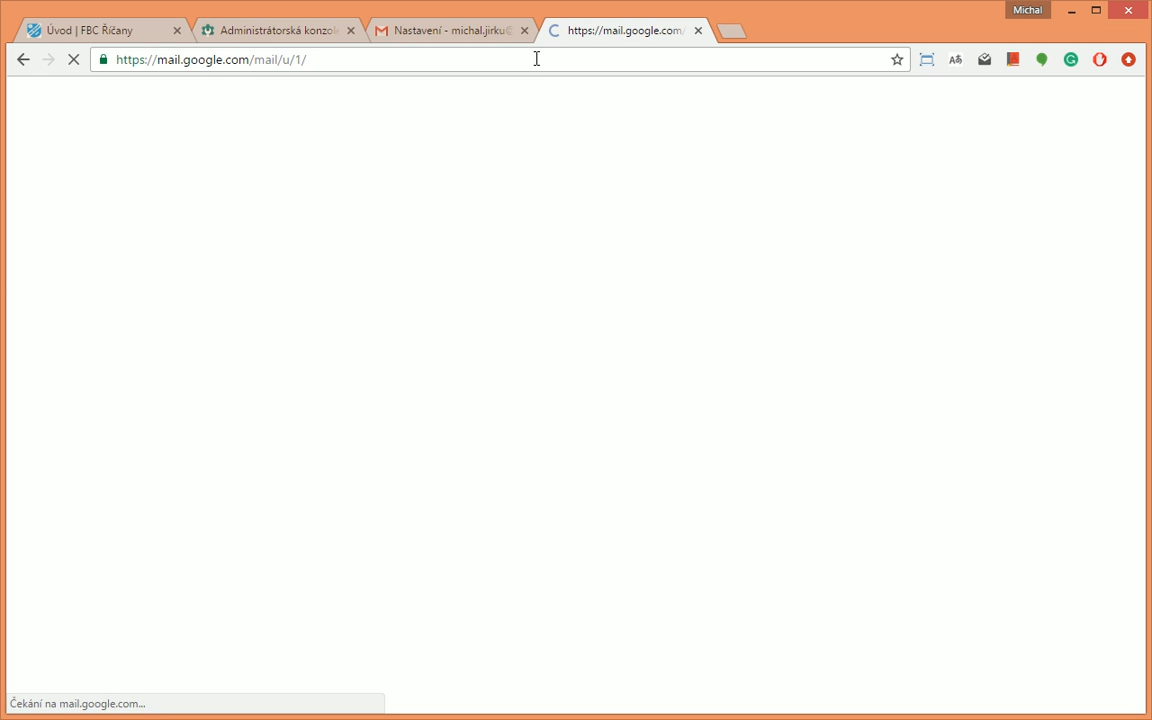 Michal
Úvod | FBC Říčany
Administrátorská konzol
Nastavení - michal.jirku@
https://mail.google.com/
https://mail.google.com/mail/u/1/
Čekání na mail.google.com...